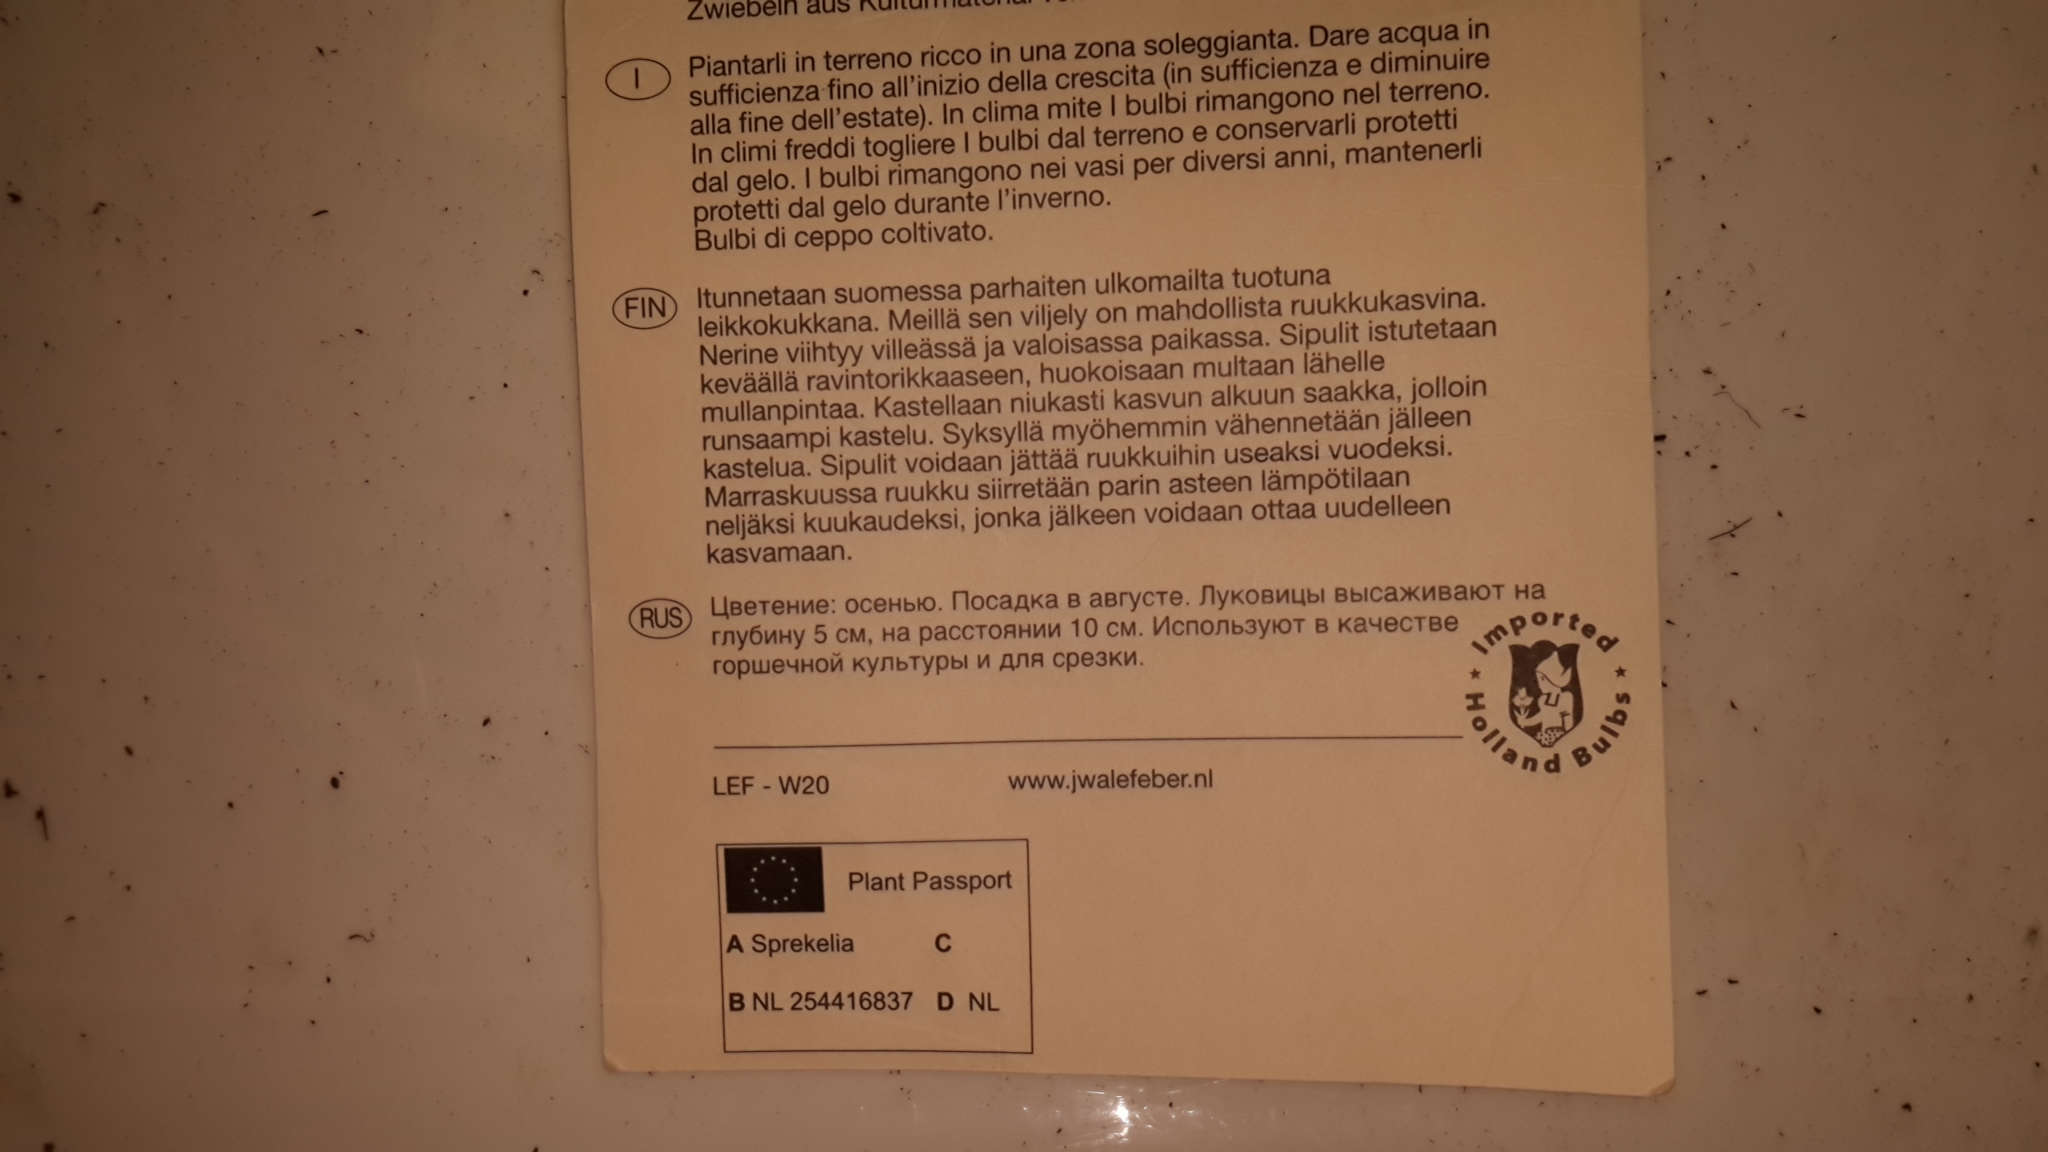 Zwiebeln aus Kulturmaterial
I
Piantarli in terreno ricco in una zona soleggianta. Dare acqua in
sufficienza fino all'inizio della crescita (in sufficienza e diminuire
alla fine dell'estate). In clima mite I bulbi rimangono nel terreno.
In climi freddi togliere I bulbi dal terreno e conservarli protetti
dal gelo. I bulbi rimangono nei vasi per diversi anni, mantenerli
protetti dal gelo durante l'inverno.
Bulbi di ceppo coltivato.
FIN
Itunnetaan suomessa parhaiten ulkomailta tuotuna
leikkokukkana. Meillä sen viljely on mahdollista ruukkukasvina.
Nerine viihtyy villeässä ja valoisassa paikassa. Sipulit istutetaan
keväällä ravintorikkaaseen, huokoisaan multaan lähelle
mullanpintaa. Kastellaan niukasti kasvun alkuun saakka, jolloin
runsaampi kastelu. Syksyllä myöhemmin vähennetään jälleen
kastelua. Sipulit voidaan jättää ruukkuihin useaksi vuodeksi.
Marraskuussa ruukku siirretään parin asteen lämpötilaan
neljäksi kuukaudeksi, jonka jälkeen voidaan ottaa uudelleen
kasvamaan.
RUS
Цветение: осенью. Посадка в августе. Луковицы высаживают на
глубину 5 см, на расстоянии 10 см. Используют в качестве
горшечной культуры и для срезки.
Imported
Holland Bulbs
LEF - W20 www.jwalefeber.nl
Plant Passport
A Sprekelia C
B NL 254416837 D NL